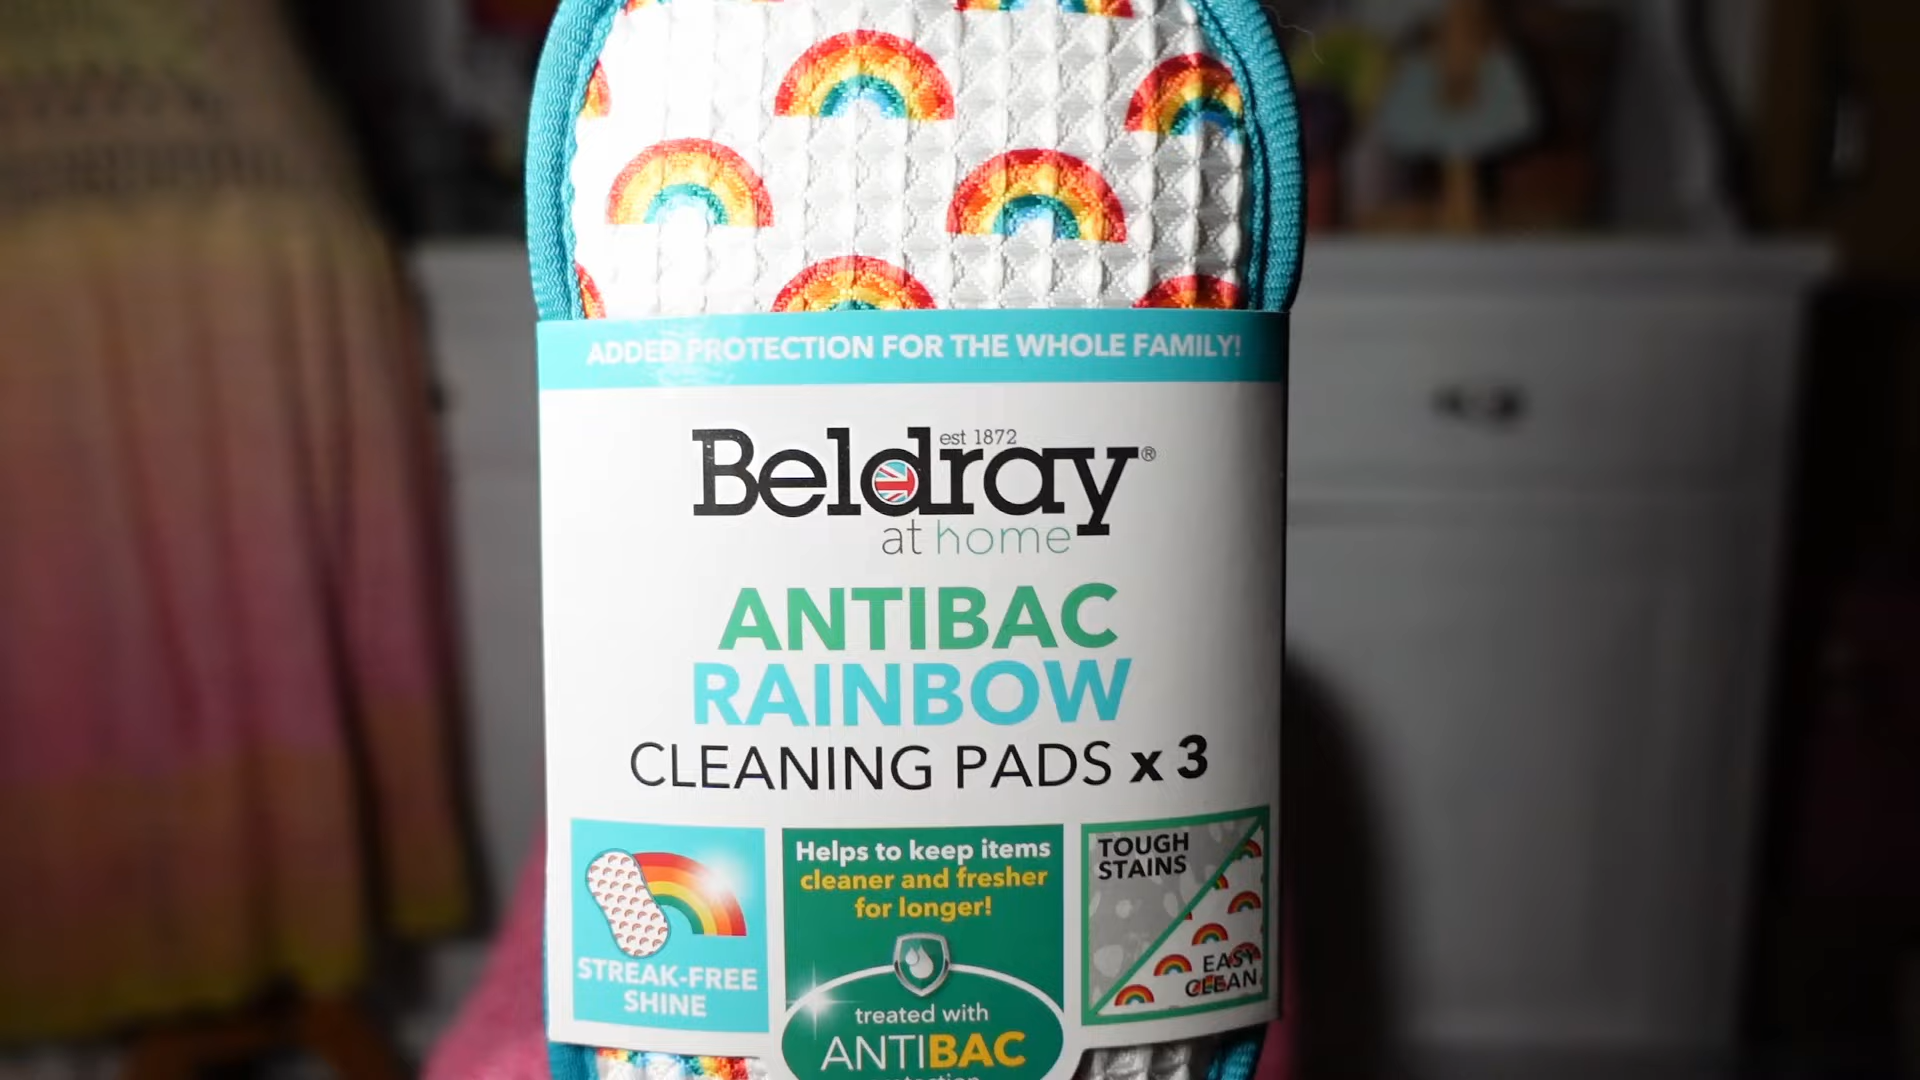 ADDED PROTECTION FOR THE WHOLE FAMILY!
est 1872
Beldray®
at home
ANTIBAC
RAINBOW
CLEANING PADS x 3
STREAK-FREE
SHINE
Helps to keep items
cleaner and fresher
for longer!
treated with
ANTIBAC
TOUGH
STAINS
EASY
CLEAN